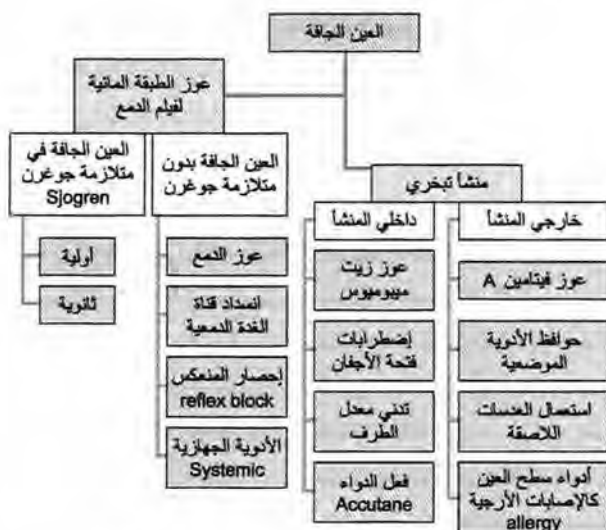 العين الجافة
عوز الطبقة المائية
لفيلم الدمع
العين الجافة في
متلازمة جوغرن
Sjogren
أولية
ثانوية
العين الجافة بدون
متلازمة جوغرن
عوز الدمع
انسداد قناة
الغدة الدمعية
إحصار المنعكس
reflex block
الأدوية الجهازية
Systemic
منشأ تبخري
داخلي المنشأ
عوز زيت
ميبوميوس
إضطرابات
فتحة الأجفان
تدني معدل
الطرف
فعل الدواء
Accutane
خارجي المنشأ
عوز فيتامين A
حوافظ الأدوية
الموضعية
استعمال العدسات
اللاصقة
أدواء سطح العين
كالإصابات الأرجية
allergy